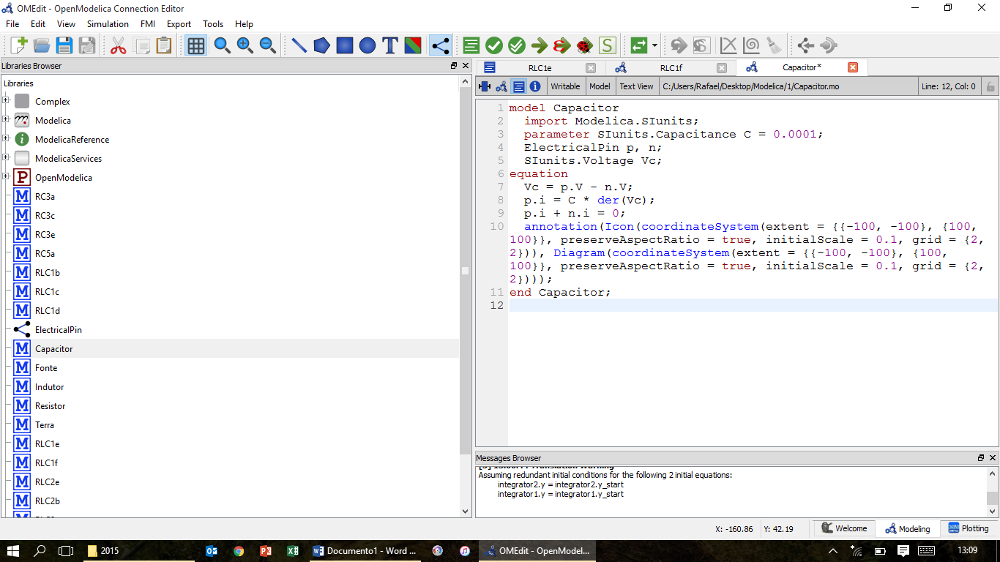 OMEdit - OpenModelica Connection Editor
File Edit View Simulation FMI Export Tools Help
Libraries Browser
Libraries
Complex
Modelica
ModelicaReference
ModelicaServices
OpenModelica
RC3a
RC3c
RC3e
RC5a
RLC1b
RLC1c
RLC1d
ElectricalPin
Capacitor
Fonte
Indutor
Resistor
Terra
RLC1e
RLC1f
RLC2e
RLC2b
RLC1e RLC1f Capacitor*
Writable Model Text View C:/Users/Rafael/Desktop/Modelica/1/Capacitor.mo Line: 12, Col: 0
1 model Capacitor
2 import Modelica.SIunits;
3 parameter SIunits.Capacitance C = 0.0001;
4 ElectricalPin p, n;
5 SIunits.Voltage Vc;
6 equation
7 Vc = p.V - n.V;
8 p.i = C * der(Vc);
9 p.i + n.i = 0;
10 annotation(Icon(coordinateSystem(extent = {{-100, -100}, {100,
100}}, preserveAspectRatio = true, initialScale = 0.1, grid = {2,
2})), Diagram(coordinateSystem(extent = {{-100, -100}, {100,
100}}, preserveAspectRatio = true, initialScale = 0.1, grid = {2,
2})));
11 end Capacitor;
12
Messages Browser
Translation Warning
Assuming redundant initial conditions for the following 2 initial equations:
integrator2.y = integrator2.y_start
integrator1.y = integrator1.y_start
X: -160.86 Y: 42.19 Welcome Modeling Plotting
2015 Documento1 - Word ... OMEdit - OpenModel... 13:09